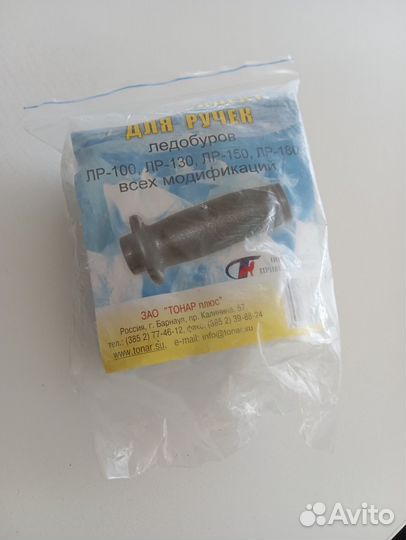 ДЛЯ РУЧЕК
ледобуров
ЛР-100, ЛР-130, ЛР-150, ЛР-180
всех модификаций
ЗАО "ТОНАР плюс"
Россия, г. Барнаул, пр. Калинина, 57
тел.: (385 2) 77-46-12, факс, (385 2) 39-88-24
www.tonar.su, e-mail: info@tonar.su
Avito